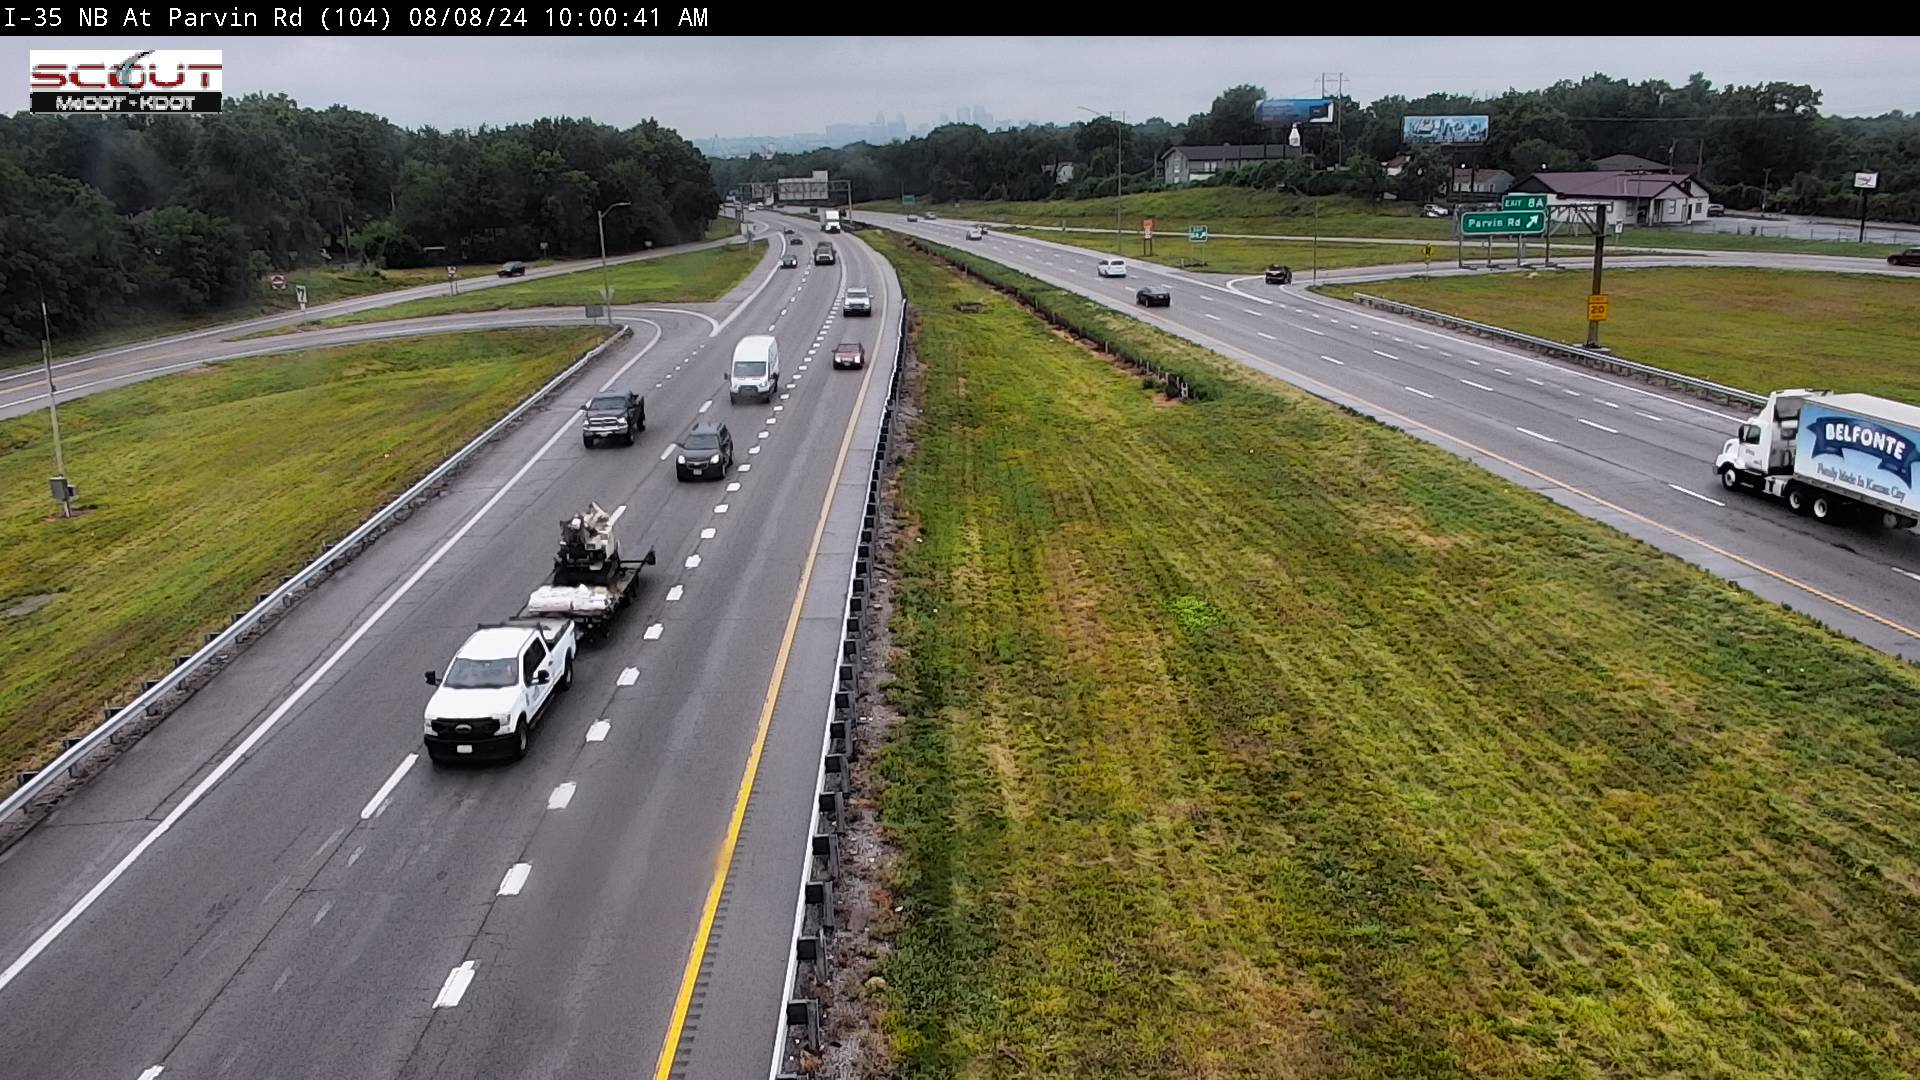 I-35 NB At Parvin Rd (104) 08/08/24 10:00:41 AM
SCOUT
MoDOT - KDOT
EXIT 8A
Parvin Rd
20
BELFONTE
Proudly Made In Kansas City